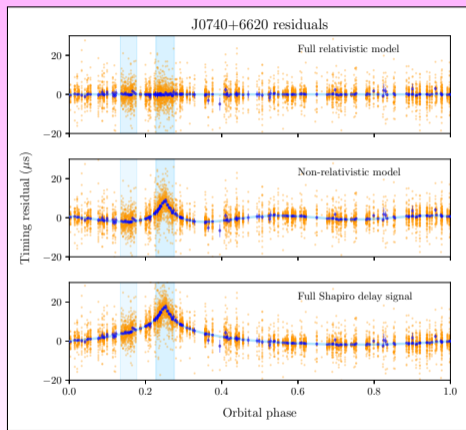 J0740+6620 residuals
20
0
−20
Full relativistic model
20
0
−20
Non-relativistic model
20
0
−20
Full Shapiro delay signal
Timing residual (μs)
0.0 0.2 0.4 0.6 0.8 1.0
Orbital phase